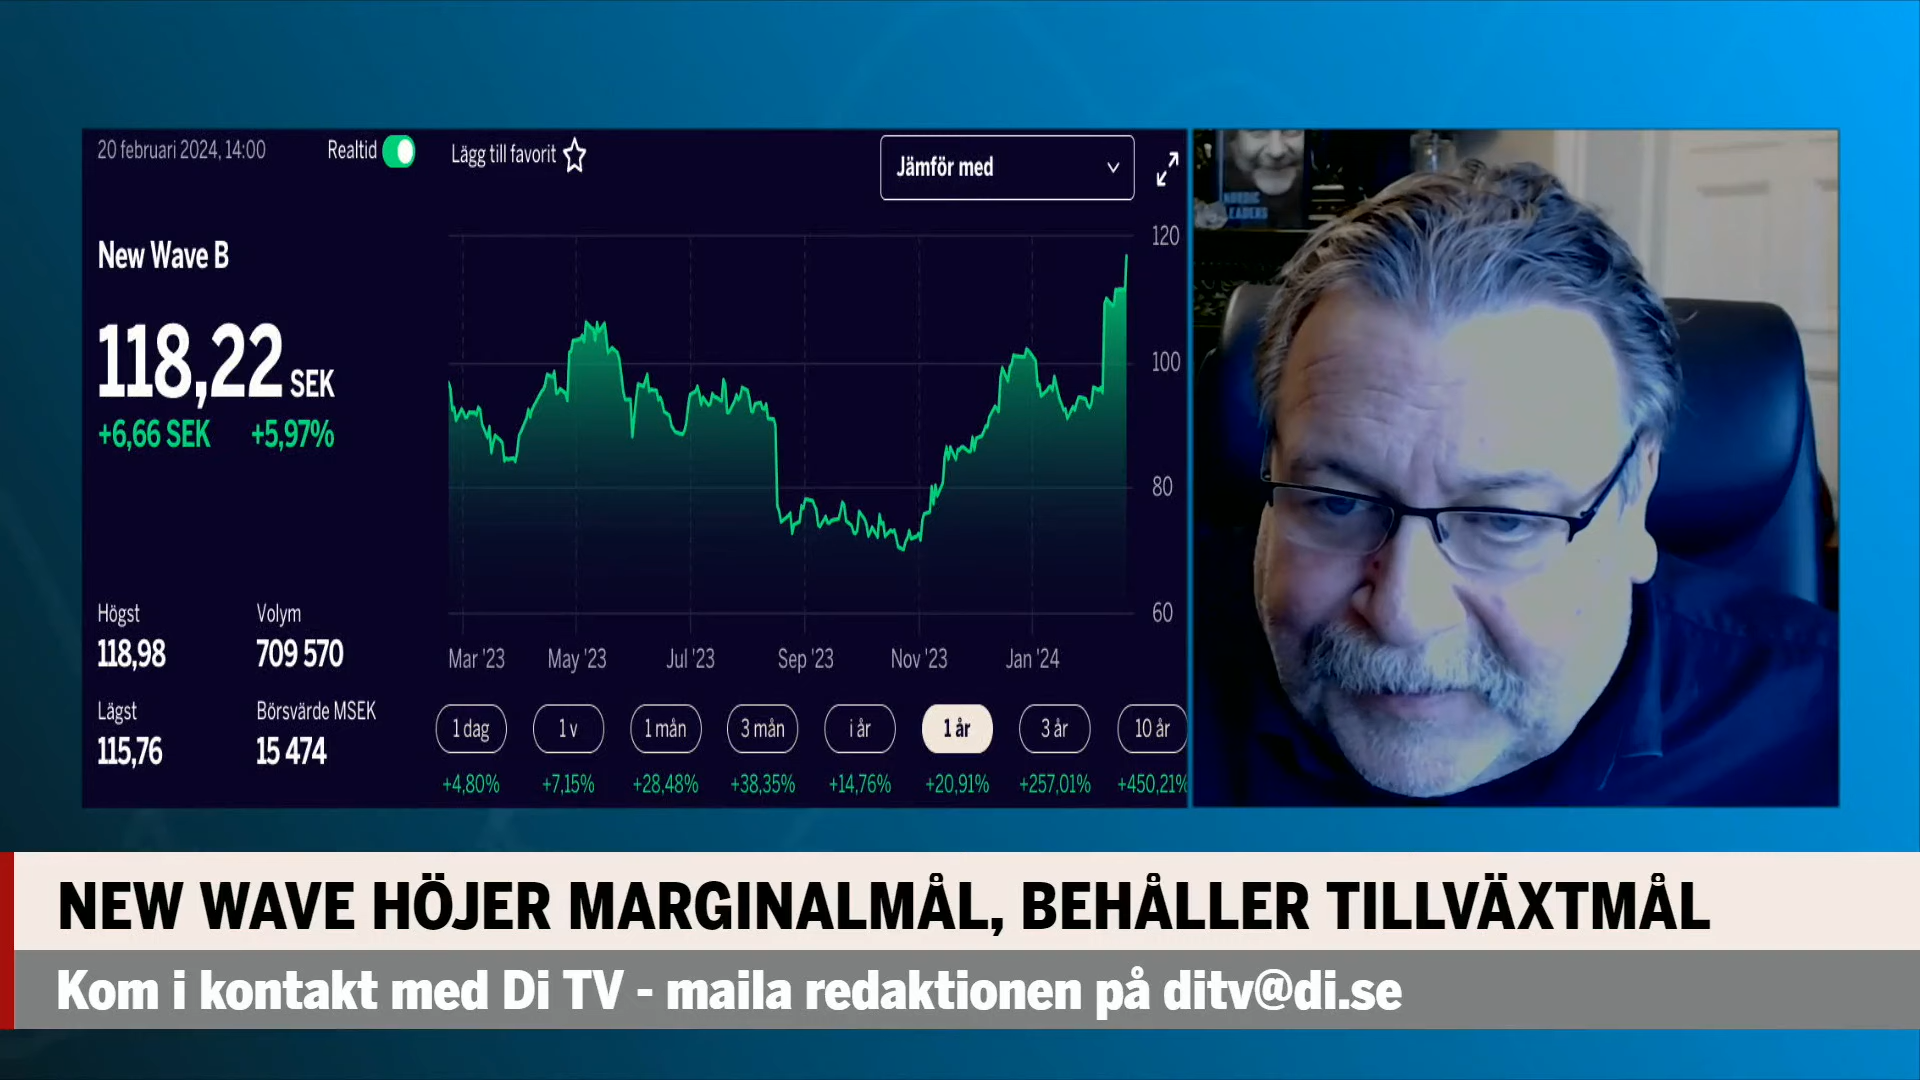 20 februari 2024, 14:00
Realtid
Lägg till favorit
Jämför med
New Wave B
118,22 SEK
+6,66 SEK +5,97%
Högst
118,98
Volym
709 570
Lägst
115,76
Börsvärde MSEK
15 474
120
100
80
60
Mar '23 May '23 Jul '23 Sep '23 Nov '23 Jan '24
1 dag 1 v 1 mån 3 mån i år 1 år 3 år 10 år
+4,80% +7,15% +28,48% +38,35% +14,76% +20,91% +257,01% +450,21%
NORDIC
LEADERS
NEW WAVE HÖJER MARGINALMÅL, BEHÅLLER TILLVÄXTMÅL
Kom i kontakt med Di TV - maila redaktionen på ditv@di.se